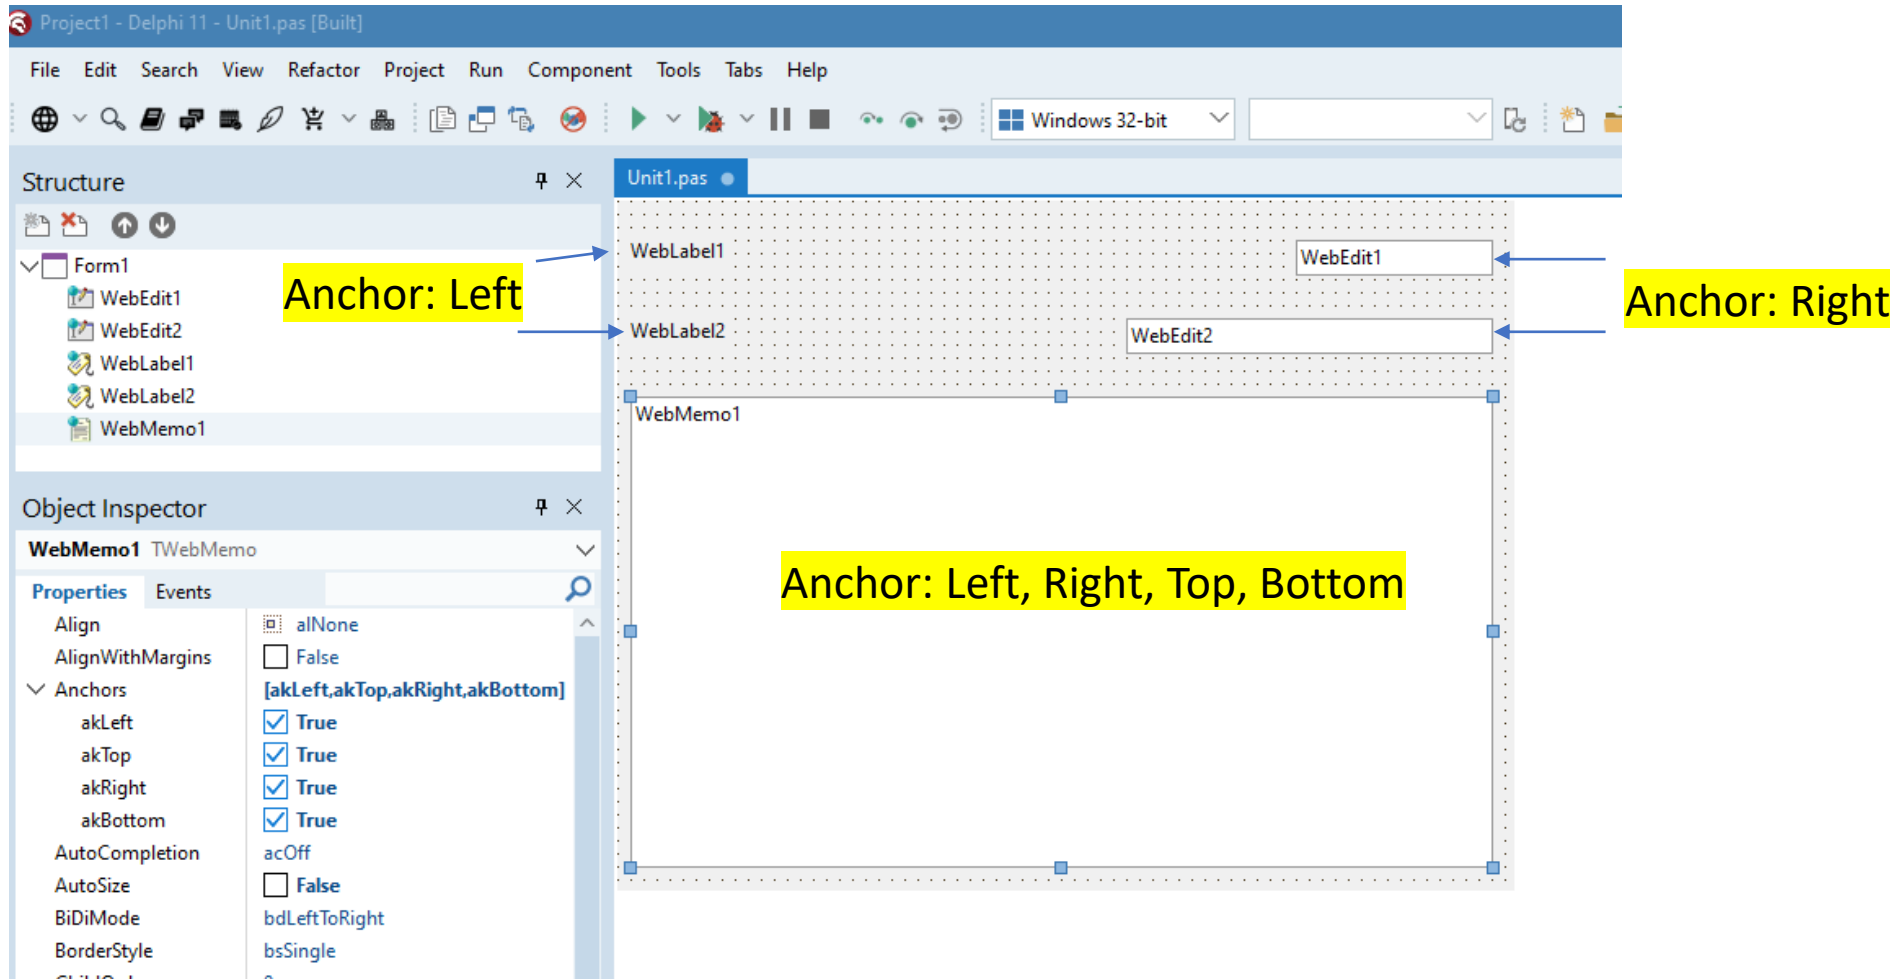 Project1 - Delphi 11 - Unit1.pas [Built]
File Edit Search View Refactor Project Run Component Tools Tabs Help
Windows 32-bit
Structure
Unit1.pas
Form1
WebEdit1
WebEdit2
WebLabel1
WebLabel2
WebMemo1
Anchor: Left
WebLabel1
WebEdit1
WebLabel2
WebEdit2
Anchor: Right
WebMemo1
Anchor: Left, Right, Top, Bottom
Object Inspector
WebMemo1 TWebMemo
Properties Events
Align alNone
AlignWithMargins False
Anchors [akLeft,akTop,akRight,akBottom]
akLeft True
akTop True
akRight True
akBottom True
AutoCompletion acOff
AutoSize False
BiDiMode bdLeftToRight
BorderStyle bsSingle